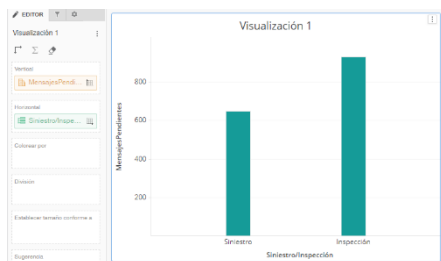 EDITOR
Visualización 1
Vertical
MensajesPendi...
Horizontal
Siniestro/Inspe...
Colorear por
División
Establecer tamaño conforme a
Sugerencia
Visualización 1
MensajesPendientes
800
600
400
200
Siniestro
Inspección
Siniestro/Inspección